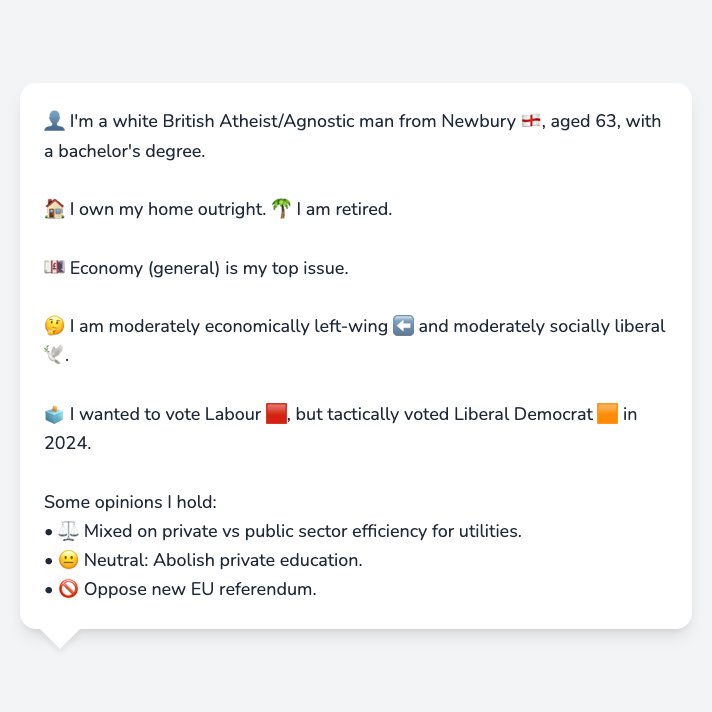 👤 I'm a white British Atheist/Agnostic man from Newbury 🏴󠁧󠁢󠁥󠁮󠁧󠁿, aged 63, with
a bachelor's degree.
🏠 I own my home outright. 🌴 I am retired.
💷 Economy (general) is my top issue.
🤔 I am moderately economically left-wing ⬅️ and moderately socially liberal
🕊️.
🗳️ I wanted to vote Labour 🟥, but tactically voted Liberal Democrat 🟧 in
2024.
Some opinions I hold:
• ⚖️ Mixed on private vs public sector efficiency for utilities.
• 😐 Neutral: Abolish private education.
• 🚫 Oppose new EU referendum.